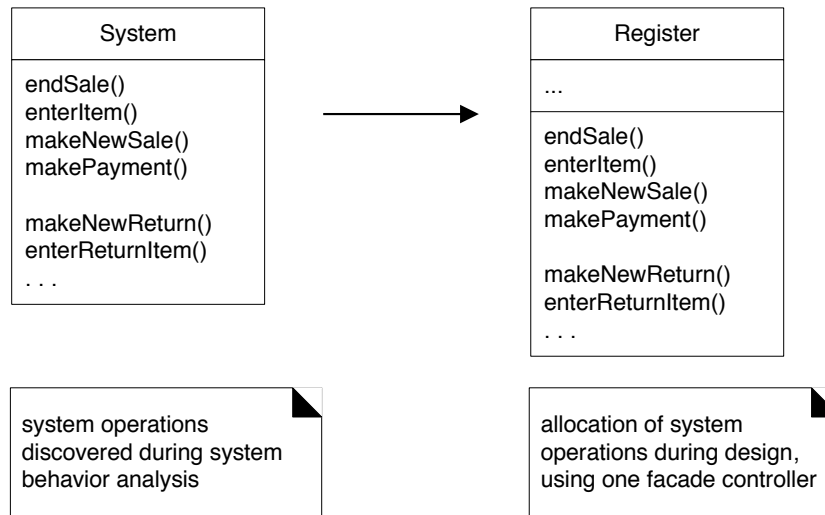 System
endSale()
enterItem()
makeNewSale()
makePayment()
makeNewReturn()
enterReturnItem()
. . .
Register
...
endSale()
enterItem()
makeNewSale()
makePayment()
makeNewReturn()
enterReturnItem()
. . .
system operations
discovered during system
behavior analysis
allocation of system
operations during design,
using one facade controller